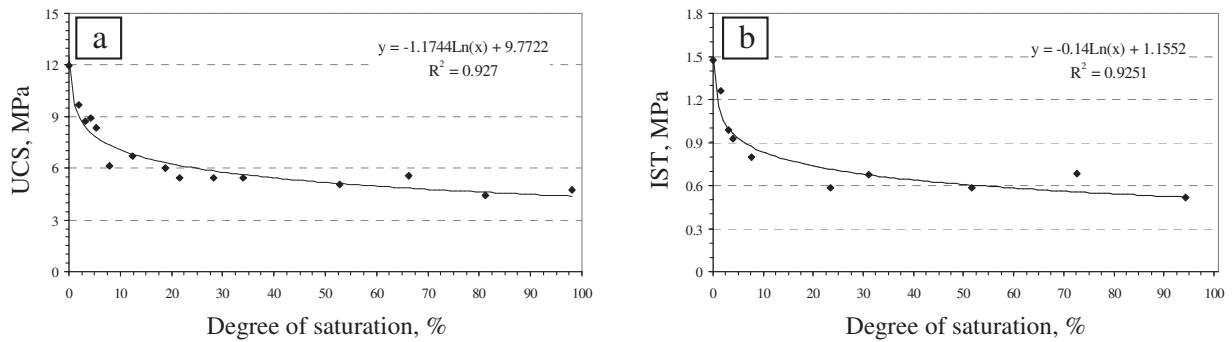 a
y = -1.1744Ln(x) + 9.7722
R² = 0.927
UCS, MPa
15
12
9
6
3
0
0 10 20 30 40 50 60 70 80 90 100
Degree of saturation, %
b
y = -0.14Ln(x) + 1.1552
R² = 0.9251
IST, MPa
1.8
1.5
1.2
0.9
0.6
0.3
0
0 10 20 30 40 50 60 70 80 90 100
Degree of saturation, %